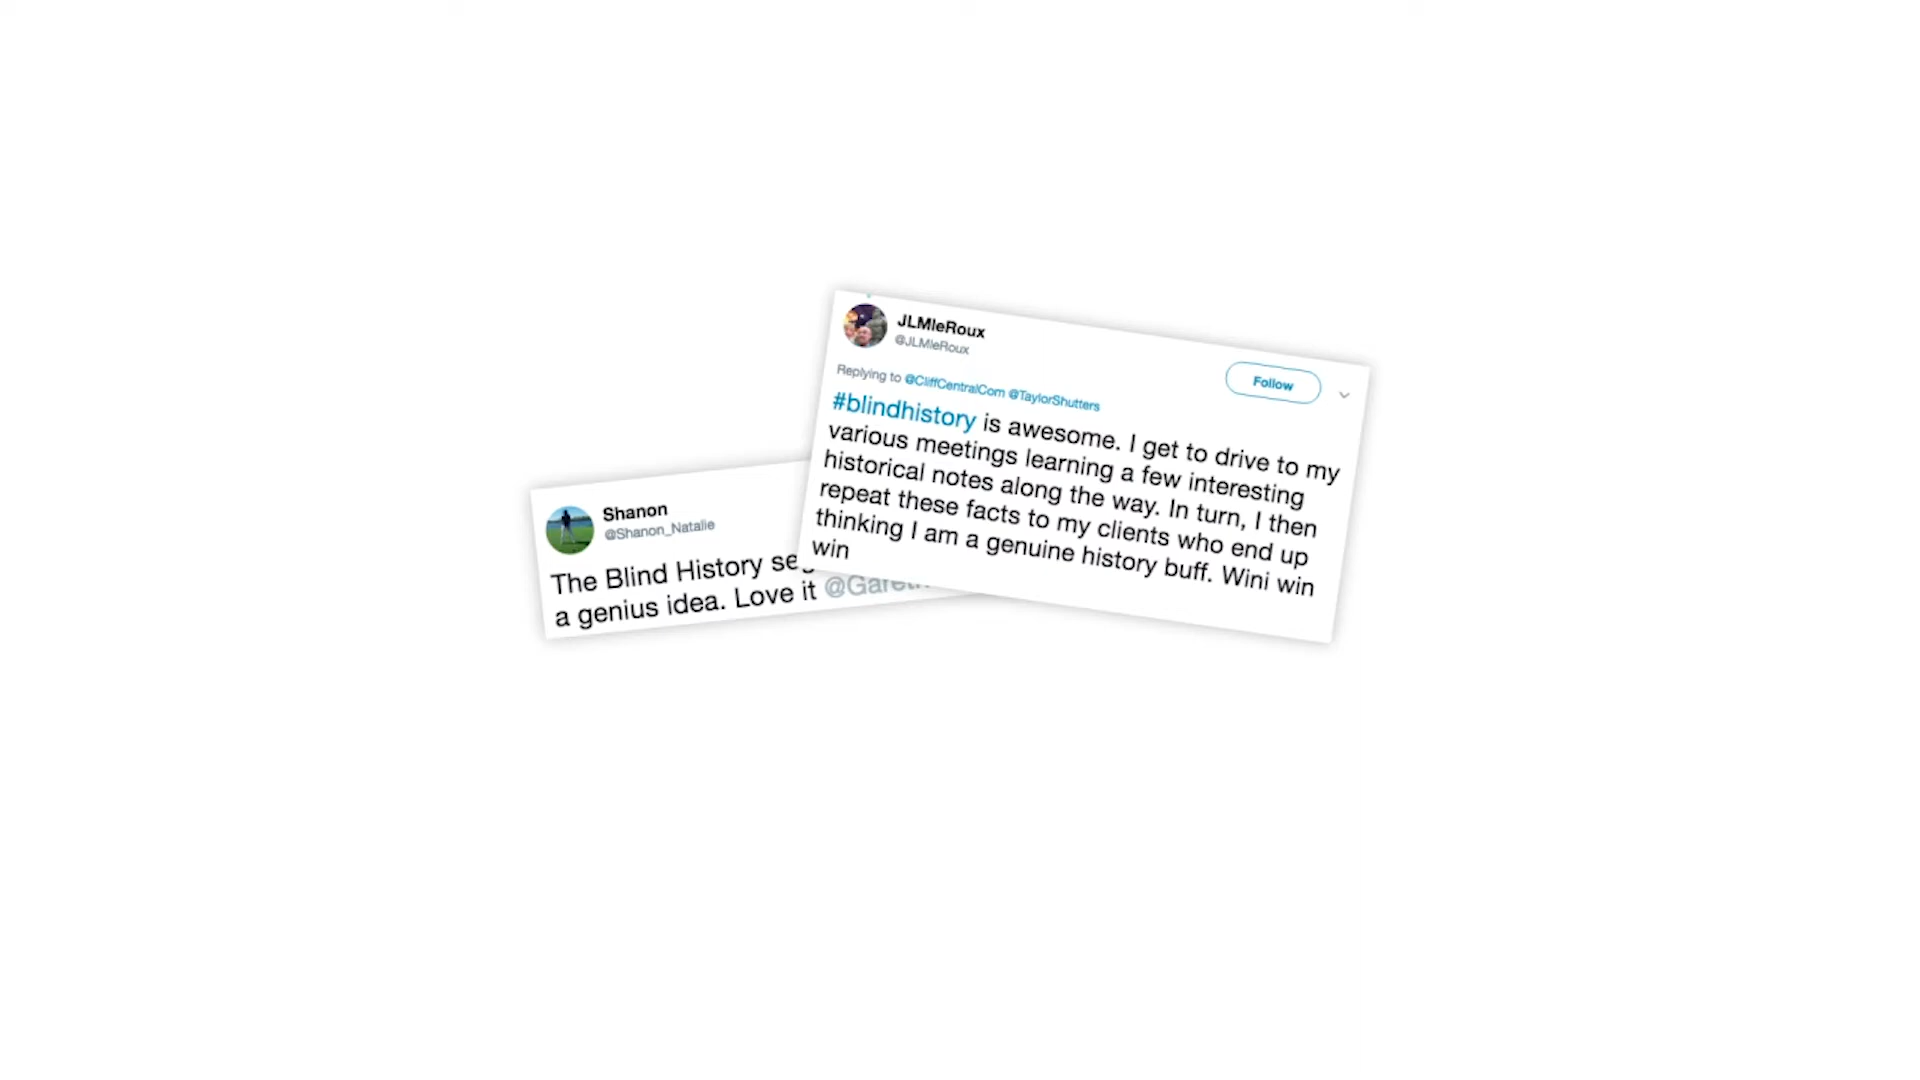 JLMleRoux
@JLMleRoux
Follow
Replying to @CliffCentralCom @TaylorShutters
#blindhistory is awesome. I get to drive to my
various meetings learning a few interesting
historical notes along the way. In turn, I then
repeat these facts to my clients who end up
thinking I am a genuine history buff. Wini win
win
Shanon
@Shanon_Natalie
The Blind History
a genius idea. Love it